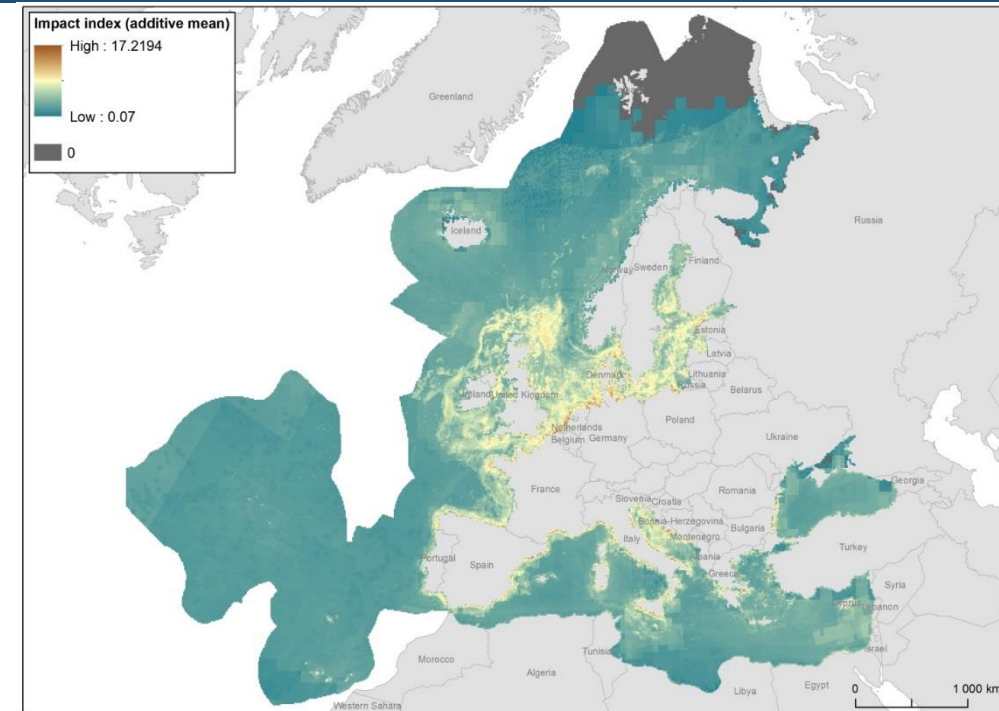 Impact index (additive mean)
High : 17.2194
Low : 0.07
0
Greenland
Iceland
Russia
Norway
Sweden
Finland
Estonia
Latvia
Lithuania
Russia
Denmark
Belarus
Ireland
United Kingdom
Netherlands
Belgium
Germany
Poland
Ukraine
France
Slovenia
Croatia
Romania
Georgia
Bosnia-Herzegovina
Italy
Montenegro
Bulgaria
Albania
Turkey
Portugal
Spain
Greece
Syria
Cyprus
Lebanon
Israel
Tunisia
Morocco
Algeria
Libya
Egypt
Western Sahara
0
1 000 km